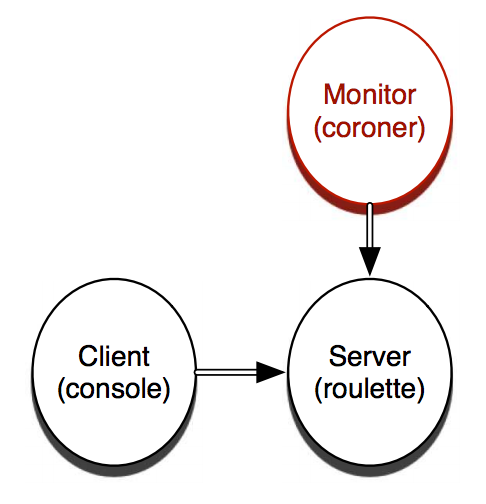 Monitor
(coroner)
Client
(console)
Server
(roulette)